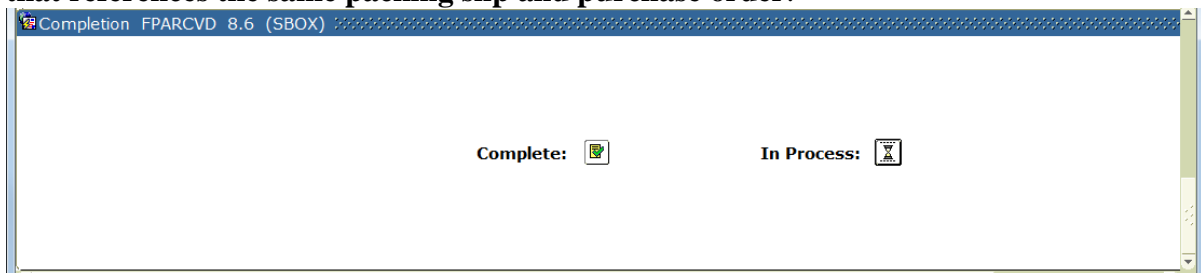 that references the same packing slip and purchase order.
Completion FPARCVD 8.6 (SBOX)
Complete: In Process: